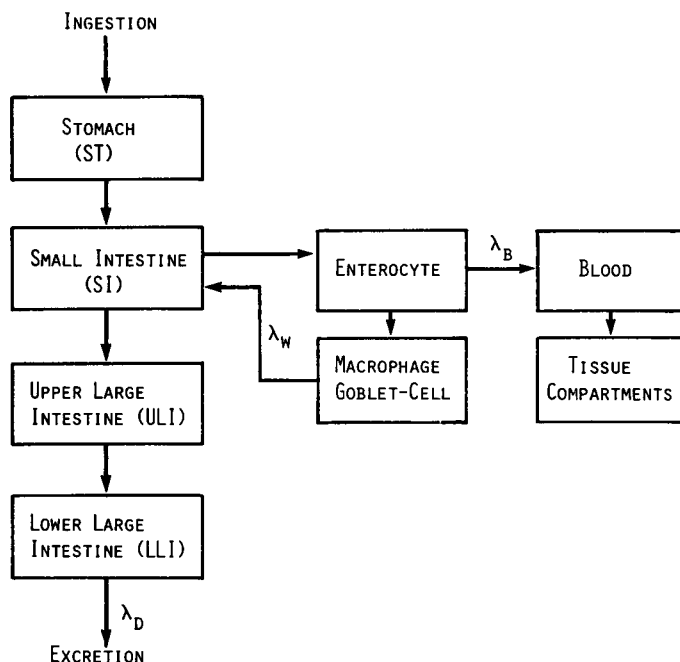 INGESTION
STOMACH
(ST)
SMALL INTESTINE
(SI)
ENTEROCYTE
λB
BLOOD
λW
UPPER LARGE
INTESTINE (ULI)
MACROPHAGE
GOBLET-CELL
TISSUE
COMPARTMENTS
LOWER LARGE
INTESTINE (LLI)
λD
EXCRETION